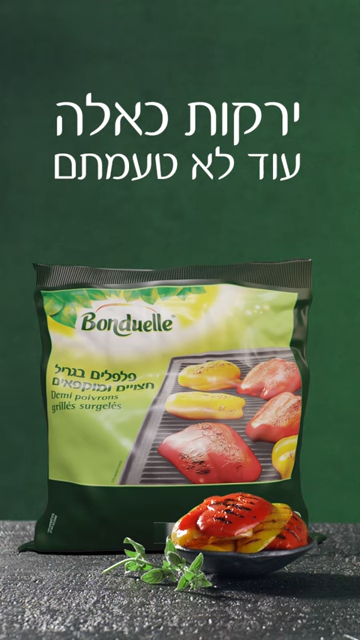 ירקות כאלה
עוד לא טעמתם
Bonduelle
פלפלים בגריל
חצויים ומוקפאים
Demi poivrons
grillés surgelés